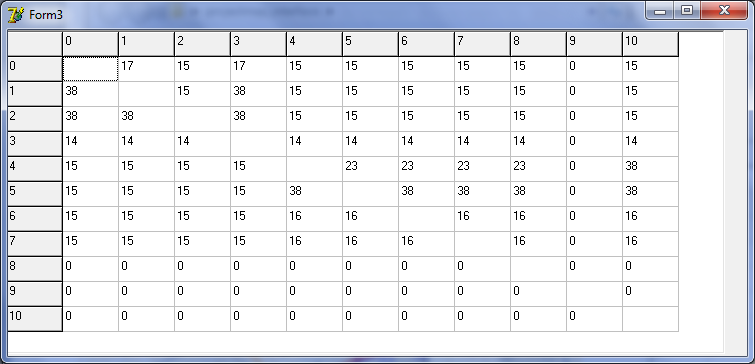 Form3
0 1 2 3 4 5 6 7 8 9 10
0 17 15 17 15 15 15 15 15 0 15
1 38 15 38 15 15 15 15 15 0 15
2 38 38 38 15 15 15 15 15 0 15
3 14 14 14 14 14 14 14 14 0 14
4 15 15 15 15 23 23 23 23 0 38
5 15 15 15 15 38 38 38 38 0 38
6 15 15 15 15 16 16 16 16 0 16
7 15 15 15 15 16 16 16 16 0 16
8 0 0 0 0 0 0 0 0 0 0
9 0 0 0 0 0 0 0 0 0 0
10 0 0 0 0 0 0 0 0 0 0